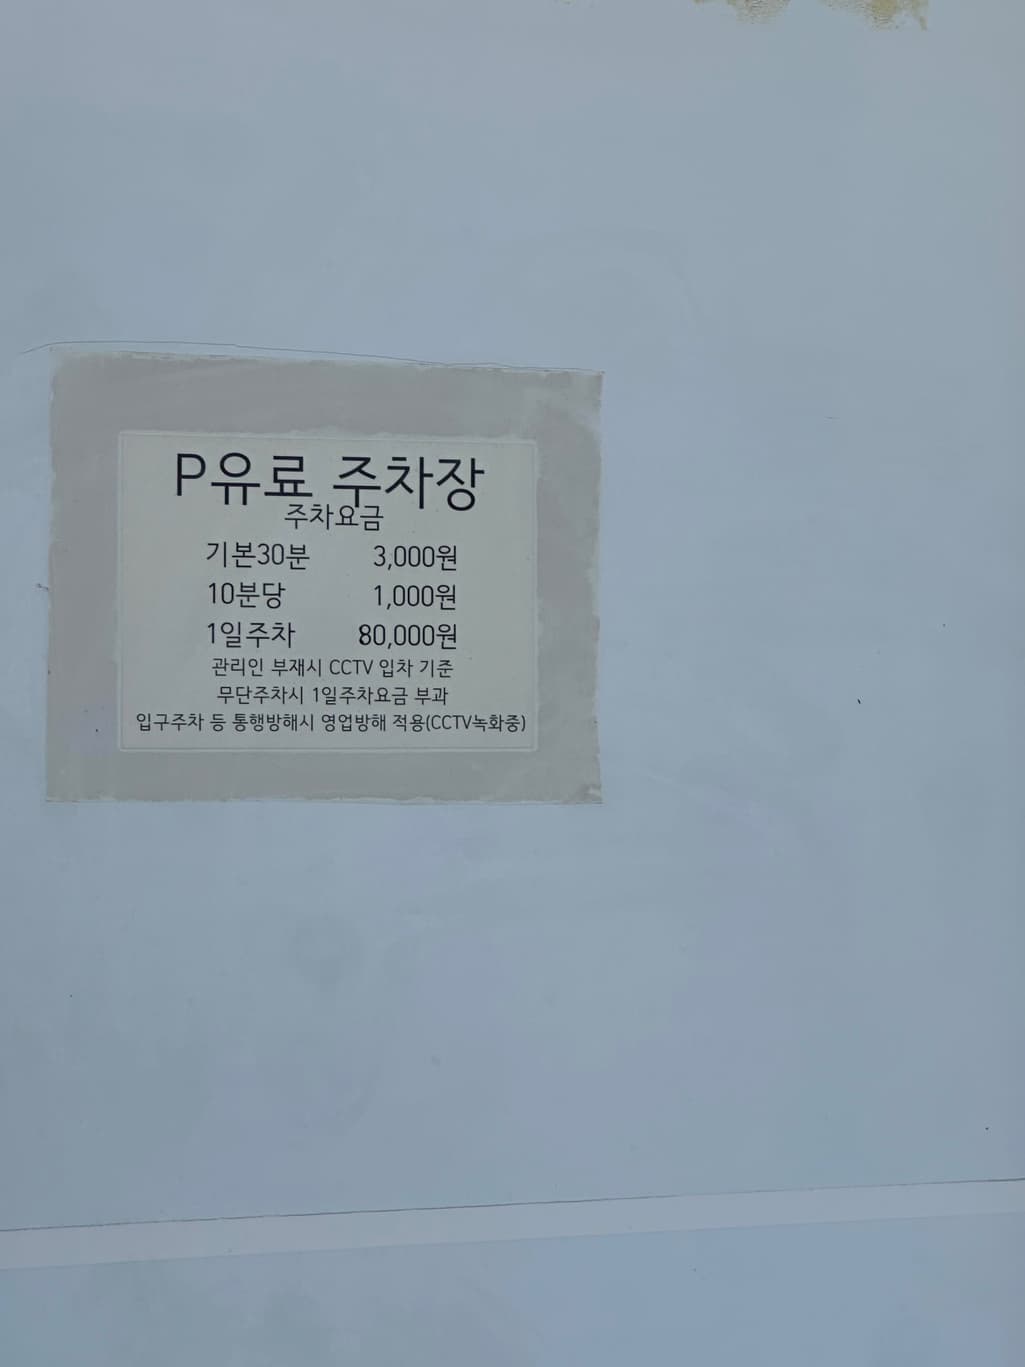 P유료 주차장
주차요금
기본30분 3,000원
10분당 1,000원
1일주차 80,000원
관리인 부재시 CCTV 입차 기준
무단주차시 1일주차요금 부과
입구주차 등 통행방해시 영업방해 적용(CCTV녹화중)